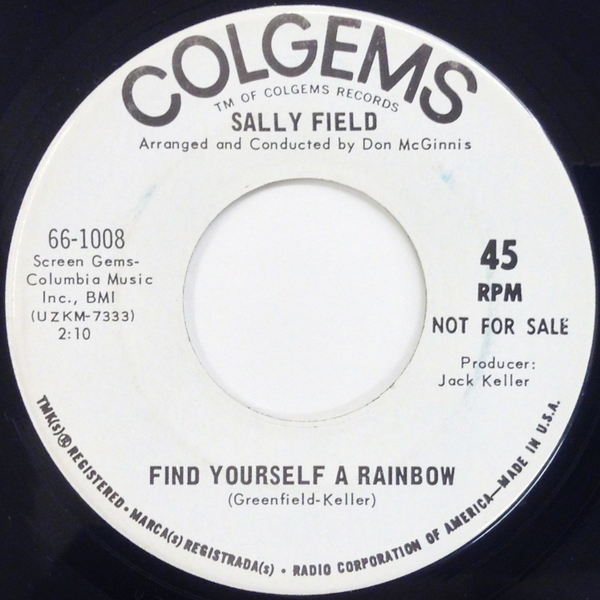 COLGEMS
TM OF COLGEMS RECORDS
SALLY FIELD
Arranged and Conducted by Don McGinnis
66-1008
Screen Gems-
Columbia Music
Inc., BMI
(UZKM-7333)
2:10
45
RPM
NOT FOR SALE
Producer:
Jack Keller
FIND YOURSELF A RAINBOW
(Greenfield-Keller)
TMK(s)® REGISTERED • MARCA(s) REGISTRADA(s) • RADIO CORPORATION OF AMERICA—MADE IN U.S.A.